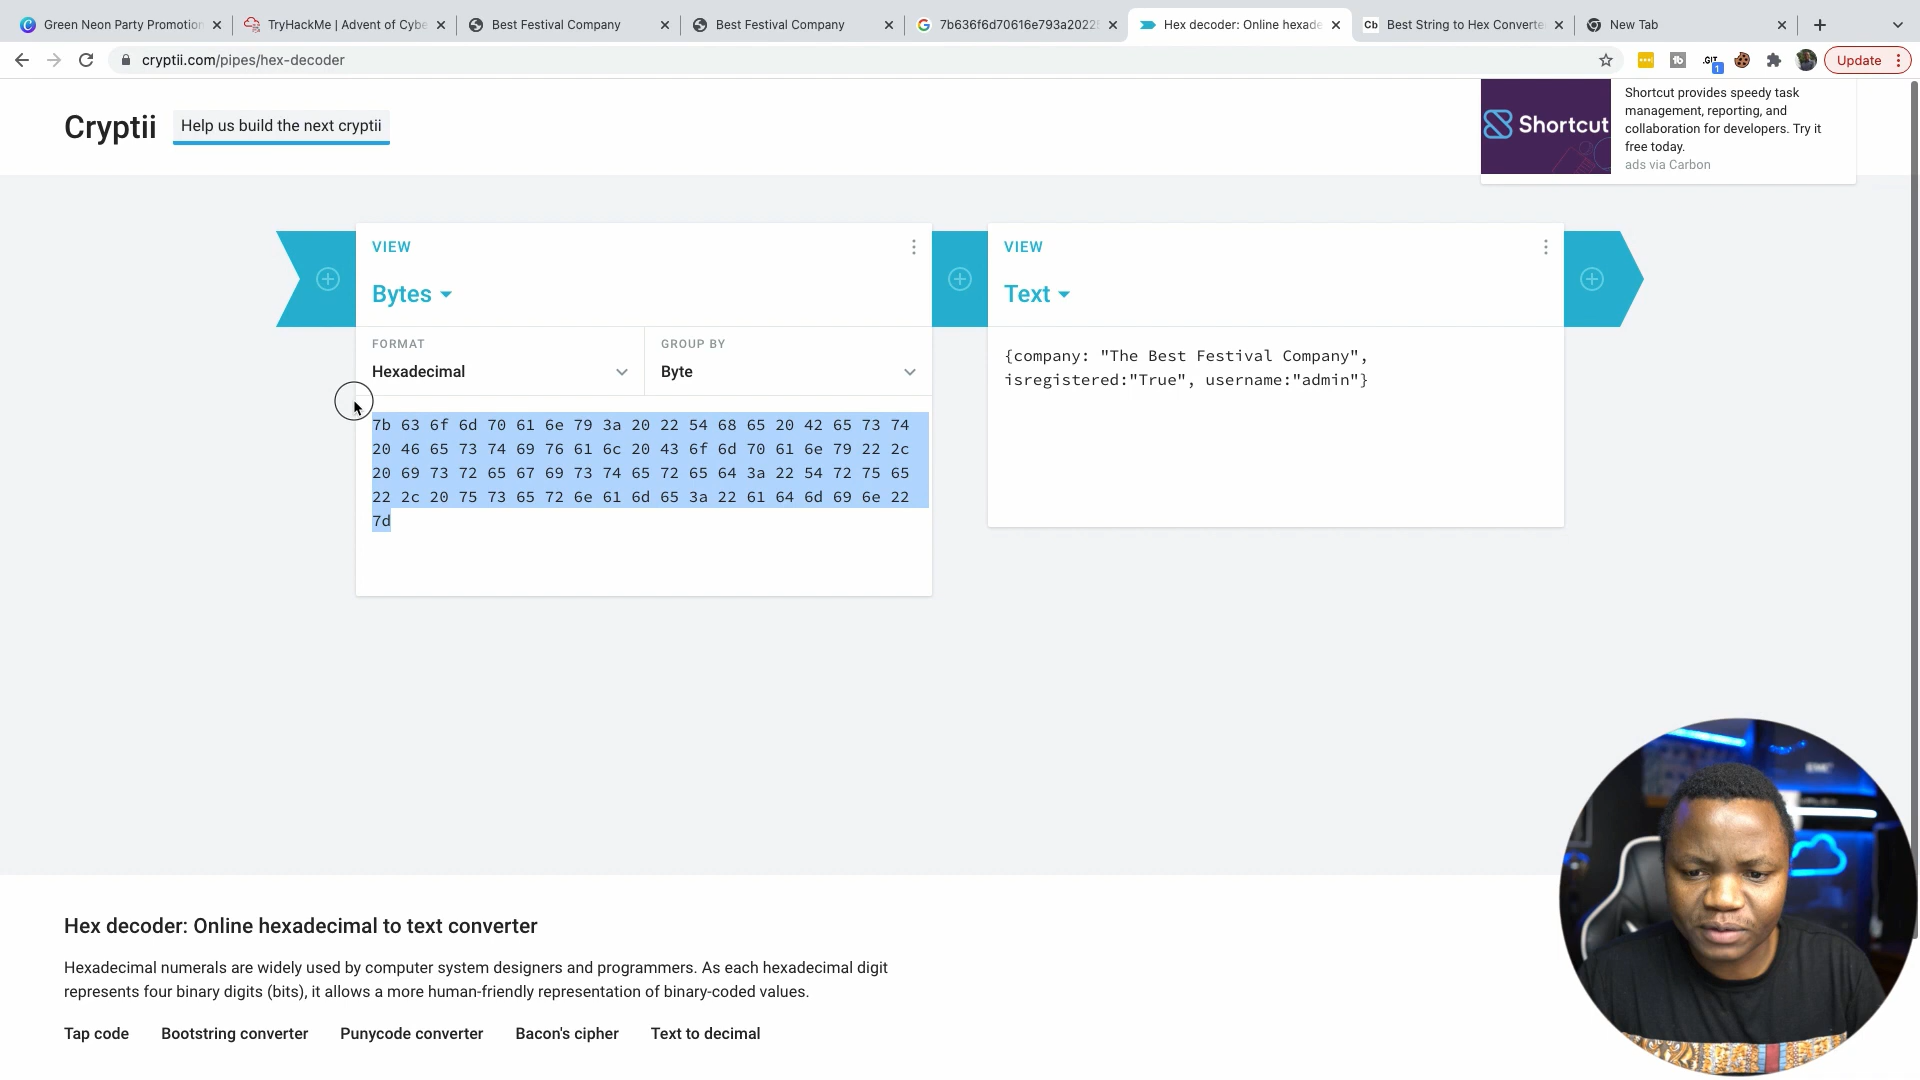 Green Neon Party Promotion
TryHackMe | Advent of Cybe
Best Festival Company
Best Festival Company
7b636f6d70616e793a2022
Hex decoder: Online hexade
Cb
Best String to Hex Converte
New Tab
cryptii.com/pipes/hex-decoder
Update
Cryptii
Help us build the next cryptii
Shortcut
Shortcut provides speedy task
management, reporting, and
collaboration for developers. Try it
free today.
ads via Carbon
VIEW
Bytes
FORMAT
Hexadecimal
GROUP BY
Byte
7b 63 6f 6d 70 61 6e 79 3a 20 22 54 68 65 20 42 65 73 74
20 46 65 73 74 69 76 61 6c 20 43 6f 6d 70 61 6e 79 22 2c
20 69 73 72 65 67 69 73 74 65 72 65 64 3a 22 54 72 75 65
22 2c 20 75 73 65 72 6e 61 6d 65 3a 22 61 64 6d 69 6e 22
7d
VIEW
Text
{company: "The Best Festival Company",
isregistered:"True", username:"admin"}
Hex decoder: Online hexadecimal to text converter
Hexadecimal numerals are widely used by computer system designers and programmers. As each hexadecimal digit
represents four binary digits (bits), it allows a more human-friendly representation of binary-coded values.
Tap code
Bootstring converter
Punycode converter
Bacon's cipher
Text to decimal